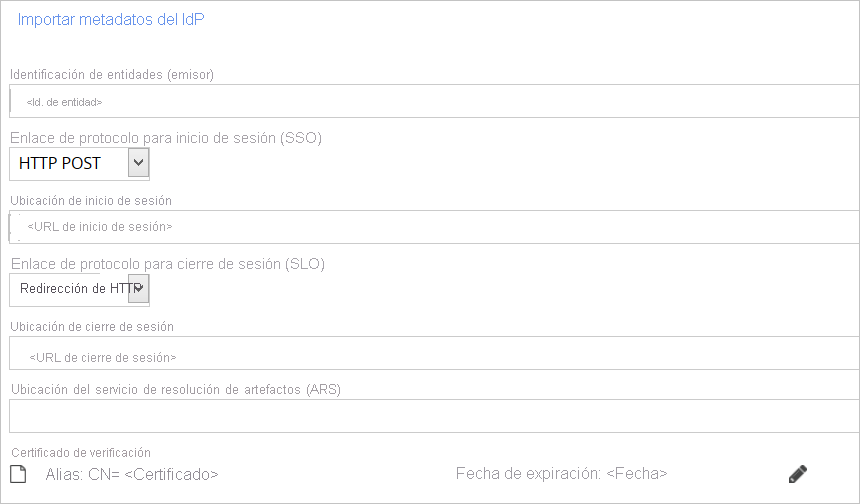 Importar metadatos del IdP
Identificación de entidades (emisor)
<Id. de entidad>
Enlace de protocolo para inicio de sesión (SSO)
HTTP POST
Ubicación de inicio de sesión
<URL de inicio de sesión>
Enlace de protocolo para cierre de sesión (SLO)
Redirección de HTTP
Ubicación de cierre de sesión
<URL de cierre de sesión>
Ubicación del servicio de resolución de artefactos (ARS)
Certificado de verificación
Alias: CN= <Certificado> Fecha de expiración: <Fecha>